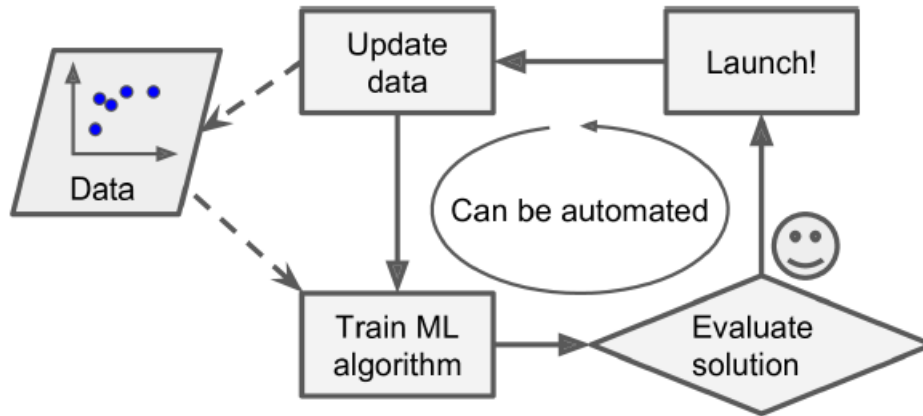 Update
data
Launch!
Data
Can be automated
Train ML
algorithm
Evaluate
solution